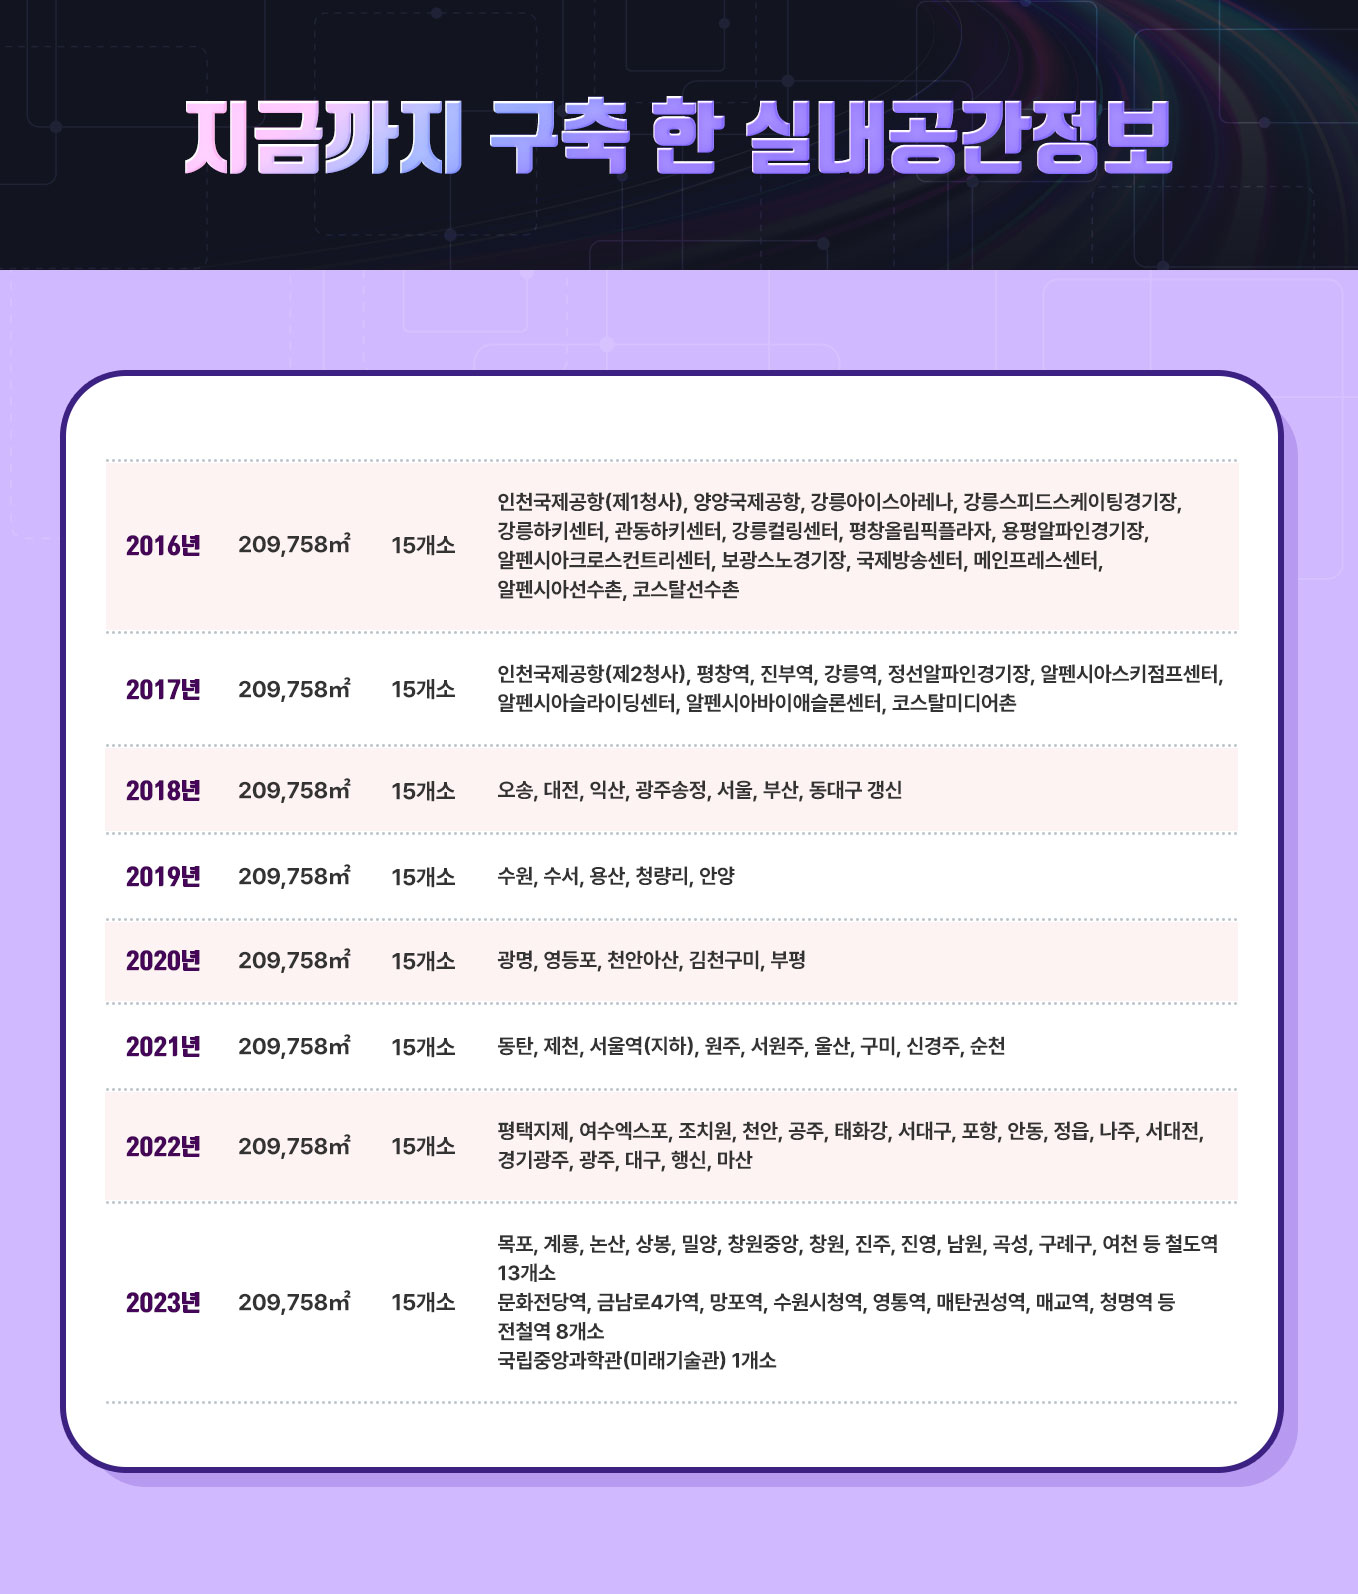 지금까지 구축 한 실내공간정보
2016년 209,758㎡ 15개소
인천국제공항(제1청사), 양양국제공항, 강릉아이스아레나, 강릉스피드스케이팅경기장,
강릉하키센터, 관동하키센터, 강릉컬링센터, 평창올림픽플라자, 용평알파인경기장,
알펜시아크로스컨트리센터, 보광스노경기장, 국제방송센터, 메인프레스센터,
알펜시아선수촌, 코스탈선수촌
2017년 209,758㎡ 15개소
인천국제공항(제2청사), 평창역, 진부역, 강릉역, 정선알파인경기장, 알펜시아스키점프센터,
알펜시아슬라이딩센터, 알펜시아바이애슬론센터, 코스탈미디어촌
2018년 209,758㎡ 15개소 오송, 대전, 익산, 광주송정, 서울, 부산, 동대구 갱신
2019년 209,758㎡ 15개소 수원, 수서, 용산, 청량리, 안양
2020년 209,758㎡ 15개소 광명, 영등포, 천안아산, 김천구미, 부평
2021년 209,758㎡ 15개소 동탄, 제천, 서울역(지하), 원주, 서원주, 울산, 구미, 신경주, 순천
2022년 209,758㎡ 15개소
평택지제, 여수엑스포, 조치원, 천안, 공주, 태화강, 서대구, 포항, 안동, 정읍, 나주, 서대전,
경기광주, 광주, 대구, 행신, 마산
2023년 209,758㎡ 15개소
목포, 계룡, 논산, 상봉, 밀양, 창원중앙, 창원, 진주, 진영, 남원, 곡성, 구례구, 여천 등 철도역
13개소
문화전당역, 금남로4가역, 망포역, 수원시청역, 영통역, 매탄권성역, 매교역, 청명역 등
전철역 8개소
국립중앙과학관(미래기술관) 1개소